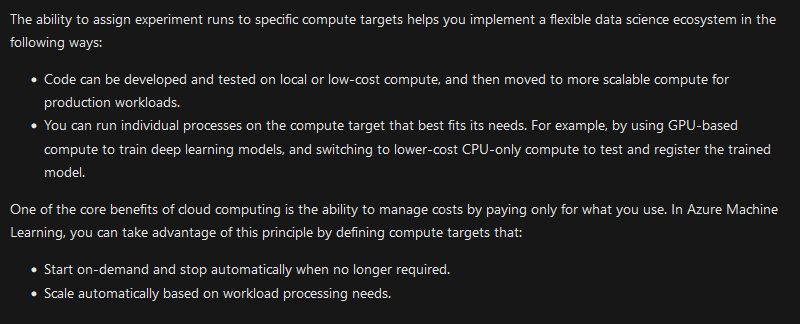 The ability to assign experiment runs to specific compute targets helps you implement a flexible data science ecosystem in the
following ways:
• Code can be developed and tested on local or low-cost compute, and then moved to more scalable compute for
production workloads.
• You can run individual processes on the compute target that best fits its needs. For example, by using GPU-based
compute to train deep learning models, and switching to lower-cost CPU-only compute to test and register the trained
model.
One of the core benefits of cloud computing is the ability to manage costs by paying only for what you use. In Azure Machine
Learning, you can take advantage of this principle by defining compute targets that:
• Start on-demand and stop automatically when no longer required.
• Scale automatically based on workload processing needs.